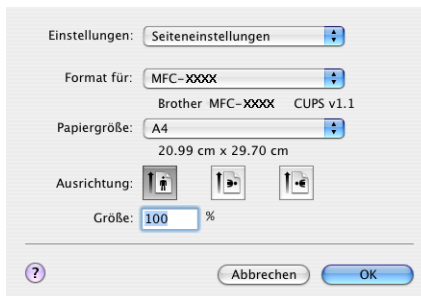 Einstellungen: Seiteneinstellungen
Format für: MFC-XXXX
Brother MFC-XXXX CUPS v1.1
Papiergröße: A4
20.99 cm x 29.70 cm
Ausrichtung:
Größe: 100 %
? Abbrechen OK